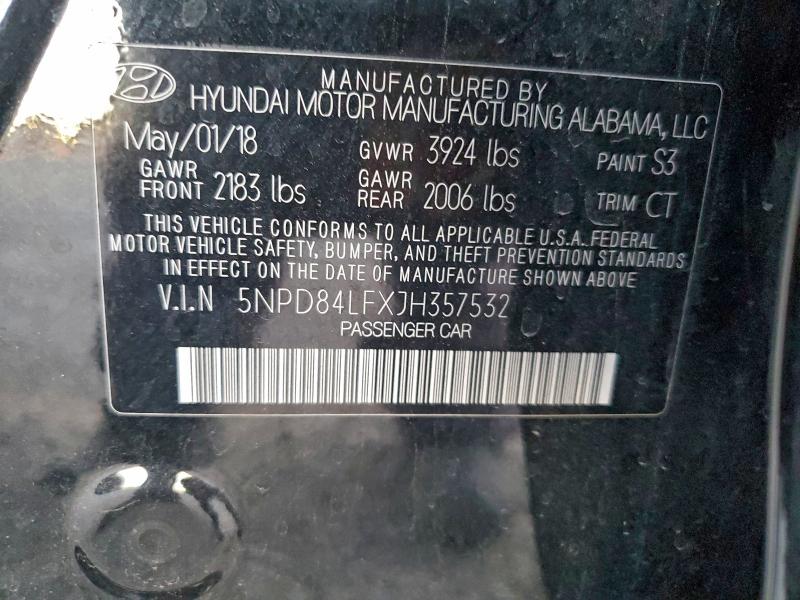 MANUFACTURED BY
HYUNDAI MOTOR MANUFACTURING ALABAMA, LLC
May/01/18 GVWR 3924 lbs PAINT S3
GAWR FRONT 2183 lbs GAWR REAR 2006 lbs TRIM CT
THIS VEHICLE CONFORMS TO ALL APPLICABLE U.S.A. FEDERAL
MOTOR VEHICLE SAFETY, BUMPER, AND THEFT PREVENTION STANDARDS
IN EFFECT ON THE DATE OF MANUFACTURE SHOWN ABOVE
V.I.N 5NPD84LFXJH357532
PASSENGER CAR